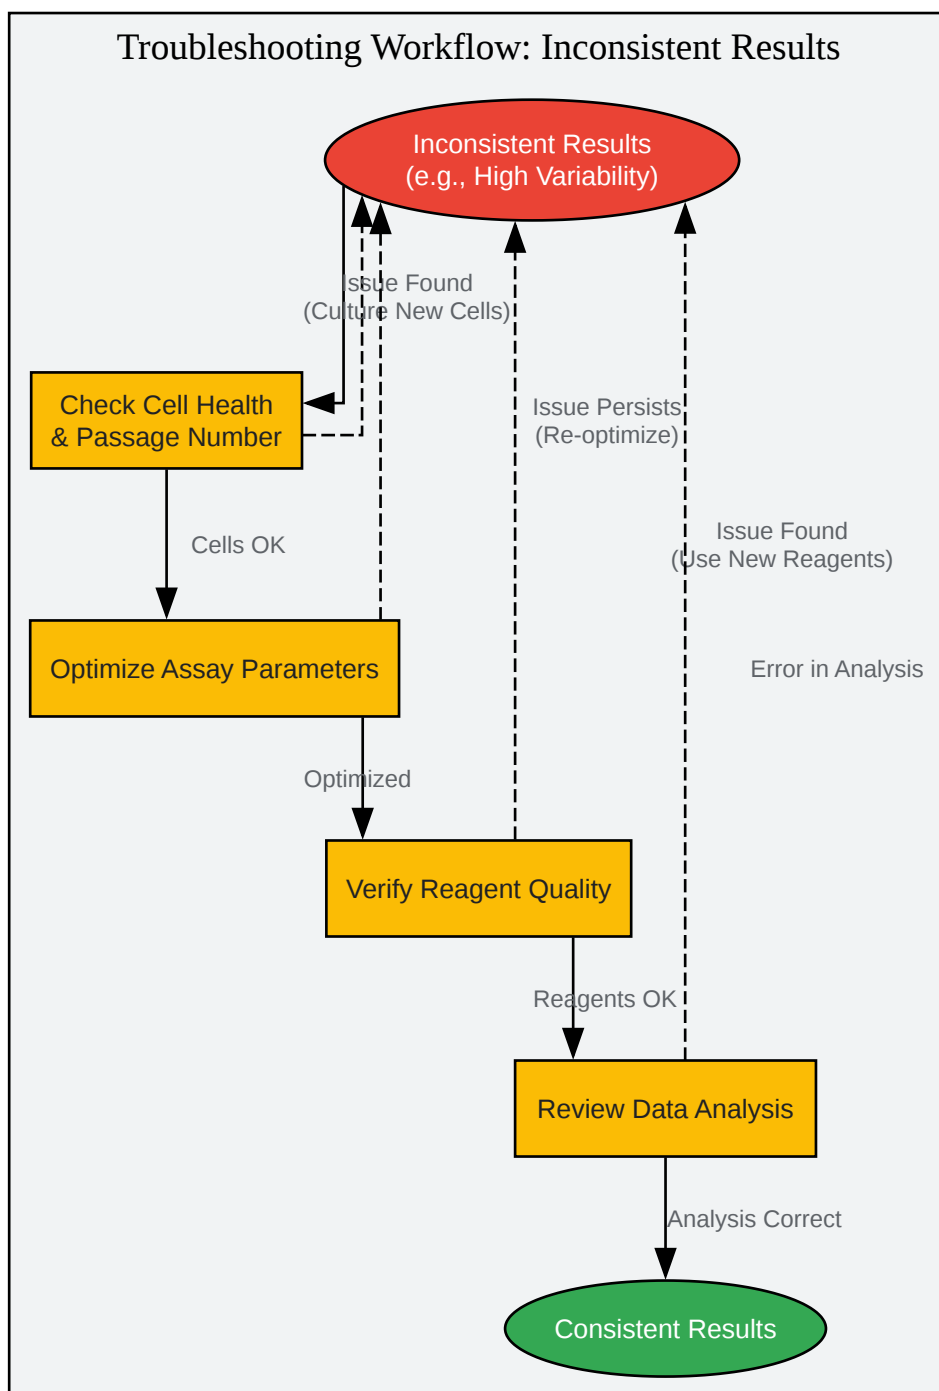 Troubleshooting Workflow: Inconsistent Results
Inconsistent Results
(e.g., High Variability)
Issue Found
(Culture New Cells)
Check Cell Health
& Passage Number
Issue Persists
(Re-optimize)
Cells OK
Issue Found
(Use New Reagents)
Optimize Assay Parameters
Error in Analysis
Optimized
Verify Reagent Quality
Reagents OK
Review Data Analysis
Analysis Correct
Consistent Results